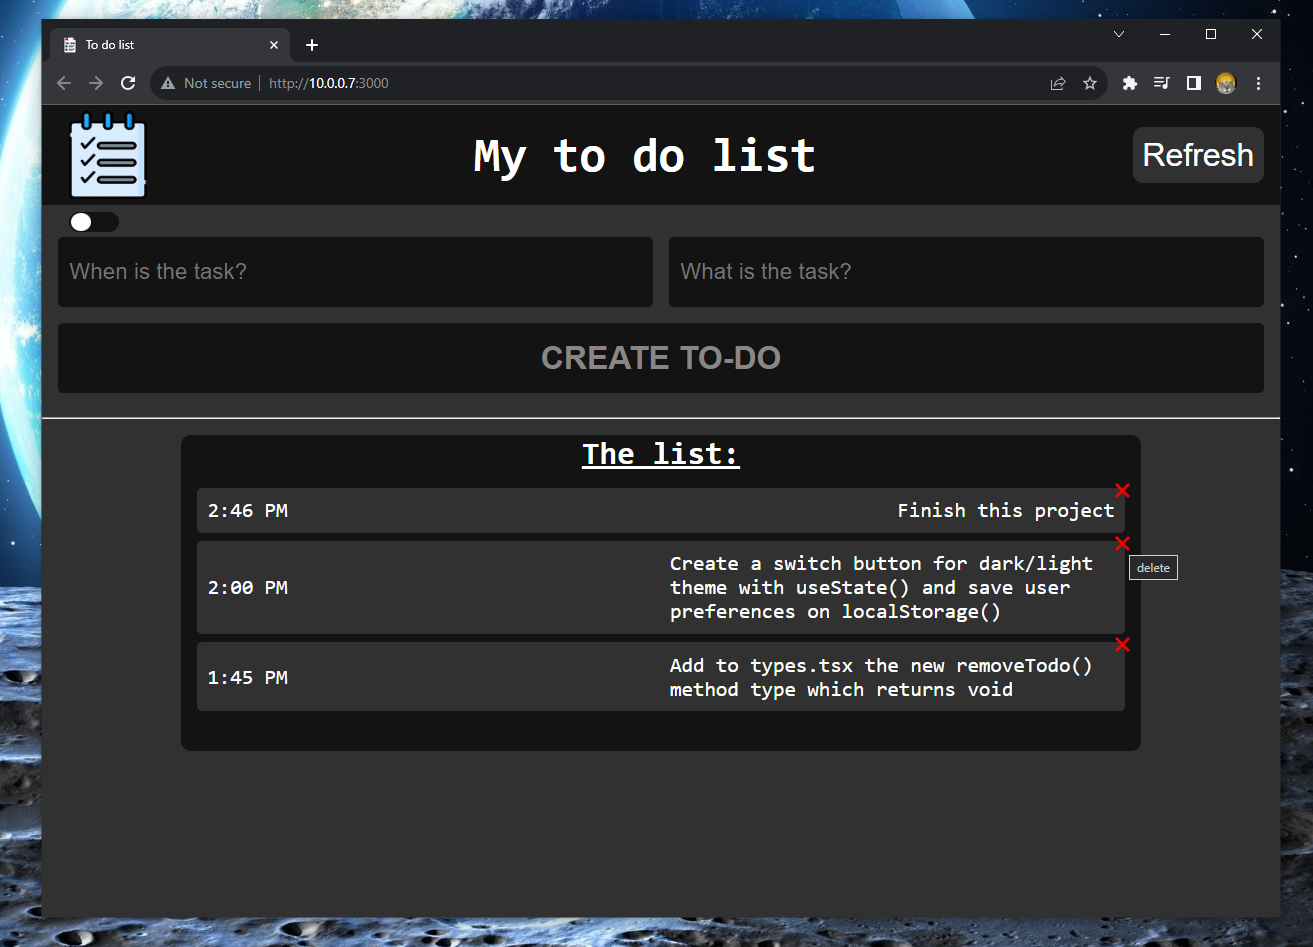 To do list
Not secure
http://10.0.0.7:3000
My to do list
Refresh
When is the task?
What is the task?
CREATE TO-DO
The list:
2:46 PM
Finish this project
2:00 PM
Create a switch button for dark/light
theme with useState() and save user
preferences on localStorage()
delete
1:45 PM
Add to types.tsx the new removeTodo()
method type which returns void